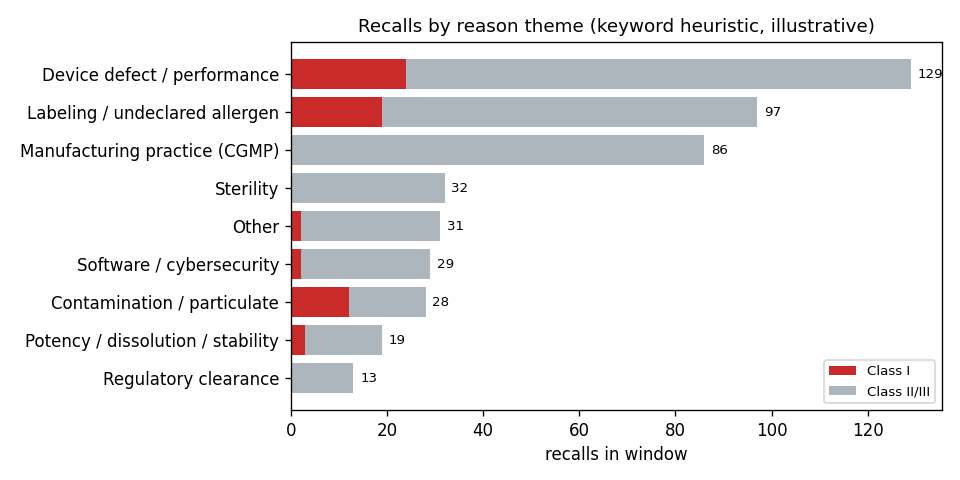 Recalls by reason theme (keyword heuristic, illustrative)
Device defect / performance
129
Labeling / undeclared allergen
97
Manufacturing practice (CGMP)
86
Sterility
32
Other
31
Software / cybersecurity
29
Contamination / particulate
28
Potency / dissolution / stability
19
Regulatory clearance
13
Class I
Class II/III
0 20 40 60 80 100 120
recalls in window